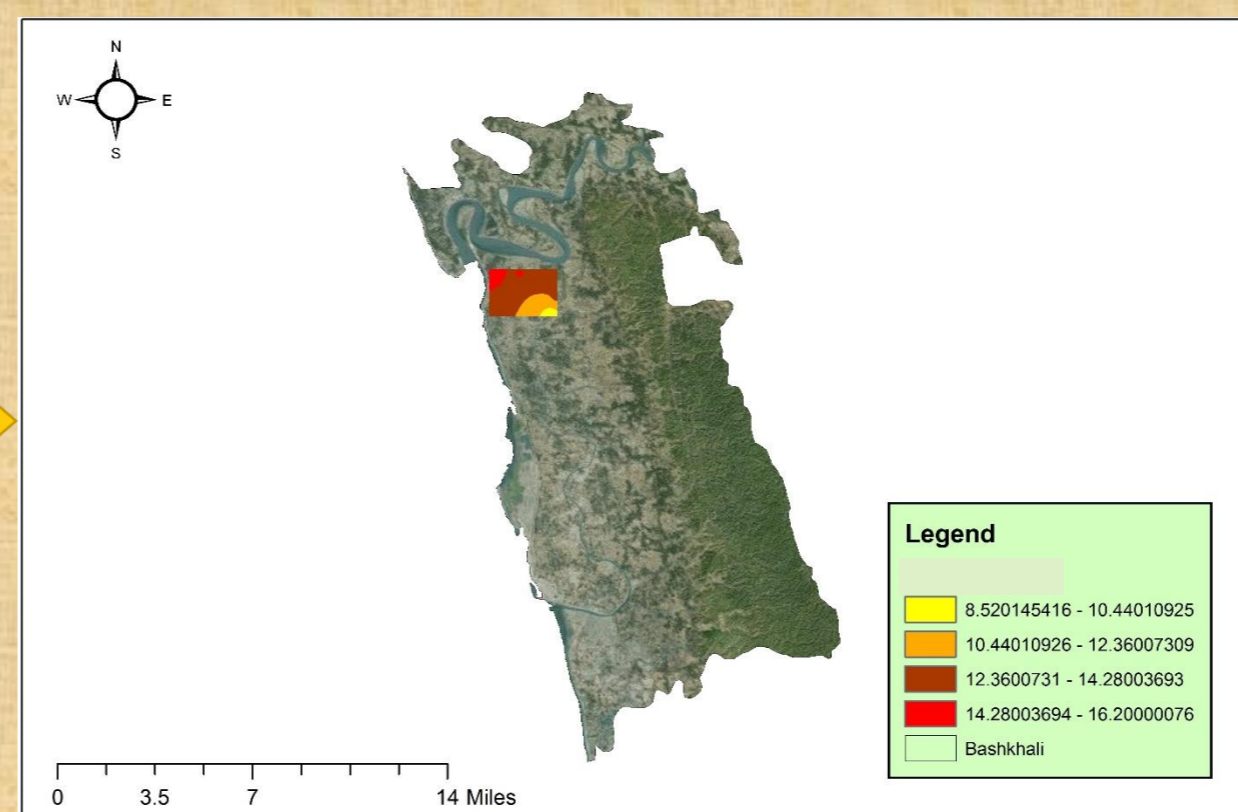 N
W E
S
Legend
8.520145416 - 10.44010925
10.44010926 - 12.36007309
12.3600731 - 14.28003693
14.28003694 - 16.20000076
Bashkhali
0 3.5 7 14 Miles